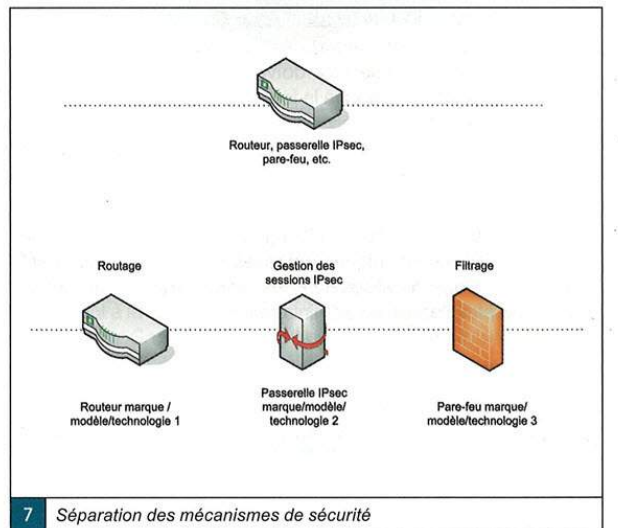 Routeur, passerelle IPsec,
pare-feu, etc.
Routage
Gestion des
sessions IPsec
Filtrage
Routeur marque /
modèle/technologie 1
Passerelle IPsec
marque/modèle/
technologie 2
Pare-feu marque/
modèle/technologie 3
7 Séparation des mécanismes de sécurité